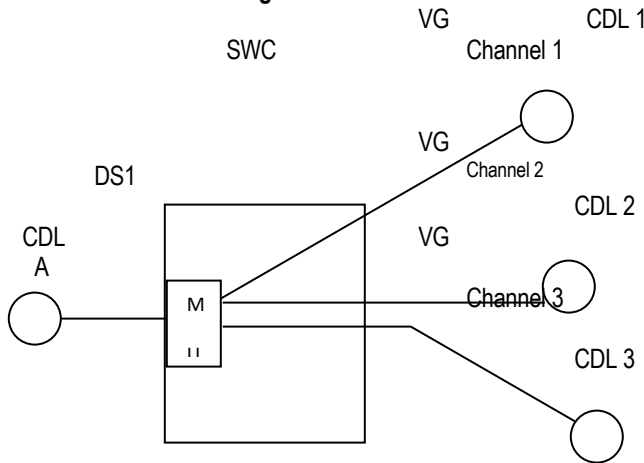 VG
CDL 1
SWC
Channel 1
VG
Channel 2
DS1
CDL 2
CDL
A
VG
M
Channel 3
CDL 3